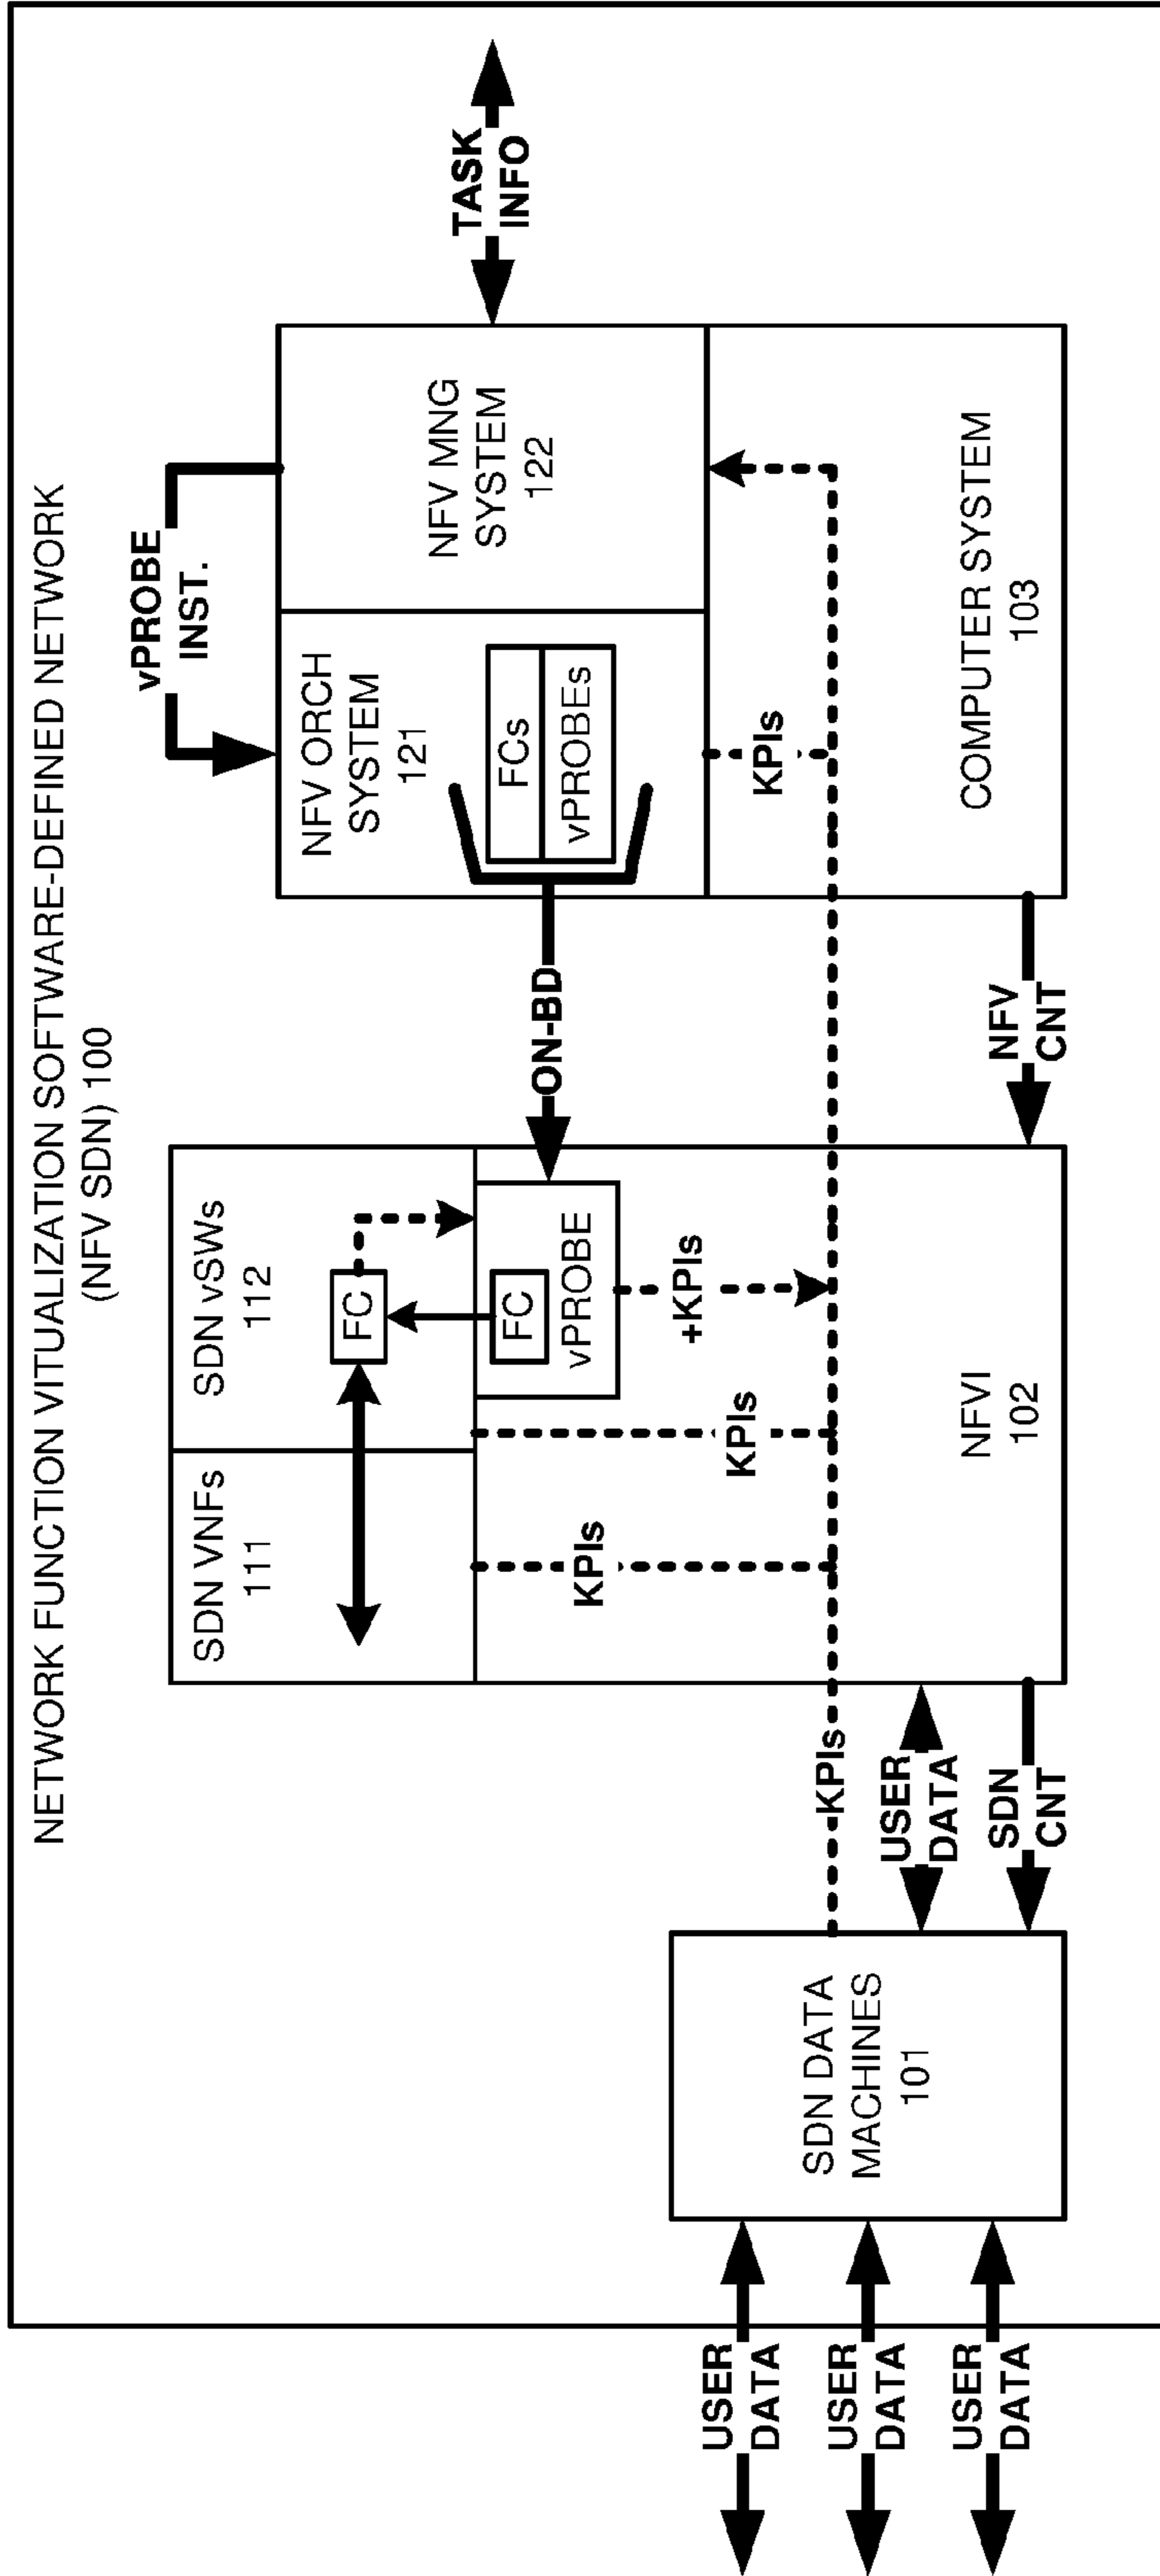 NETWORK FUNCTION VITUALIZATION SOFTWARE-DEFINED NETWORK
(NFV SDN) 100
USER
DATA
USER
DATA
USER
DATA
SDN DATA
MACHINES
101
KPIs
USER
DATA
SDN
CNT
SDN VNFs
111
SDN vSWs
112
FC
FC
vPROBE
KPIs
KPIs
+KPIs
NFVI
102
ON-BD
NFV
CNT
vPROBE
INST.
NFV ORCH
SYSTEM
121
FCs
vPROBEs
NFV MNG
SYSTEM
122
KPIs
COMPUTER SYSTEM
103
TASK
INFO